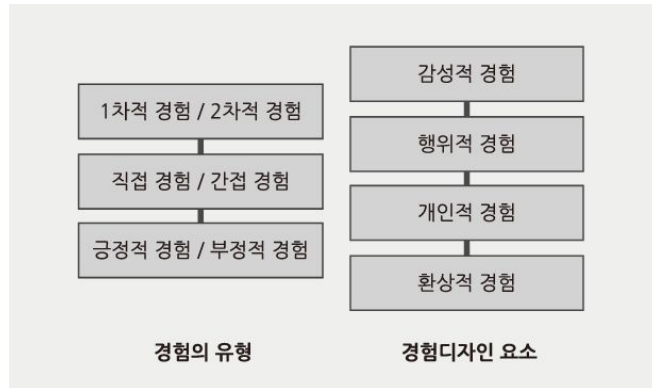 1차적 경험 / 2차적 경험
직접 경험 / 간접 경험
긍정적 경험 / 부정적 경험
경험의 유형
감성적 경험
행위적 경험
개인적 경험
환상적 경험
경험디자인 요소